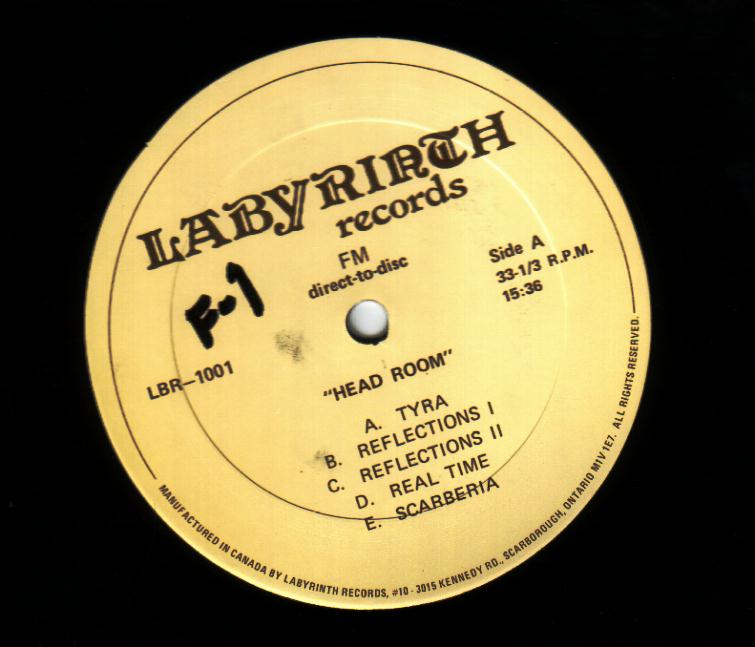 LABYRINTH
records
FM
direct-to-disc
Side A
33-1/3 R.P.M.
15:36
F-1
LBR-1001
"HEAD ROOM"
A. TYRA
B. REFLECTIONS I
C. REFLECTIONS II
D. REAL TIME
E. SCARBERIA
MANUFACTURED IN CANADA BY LABYRINTH RECORDS, #10 - 3015 KENNEDY RD., SCARBOROUGH, ONTARIO M1V 1E7. ALL RIGHTS RESERVED.